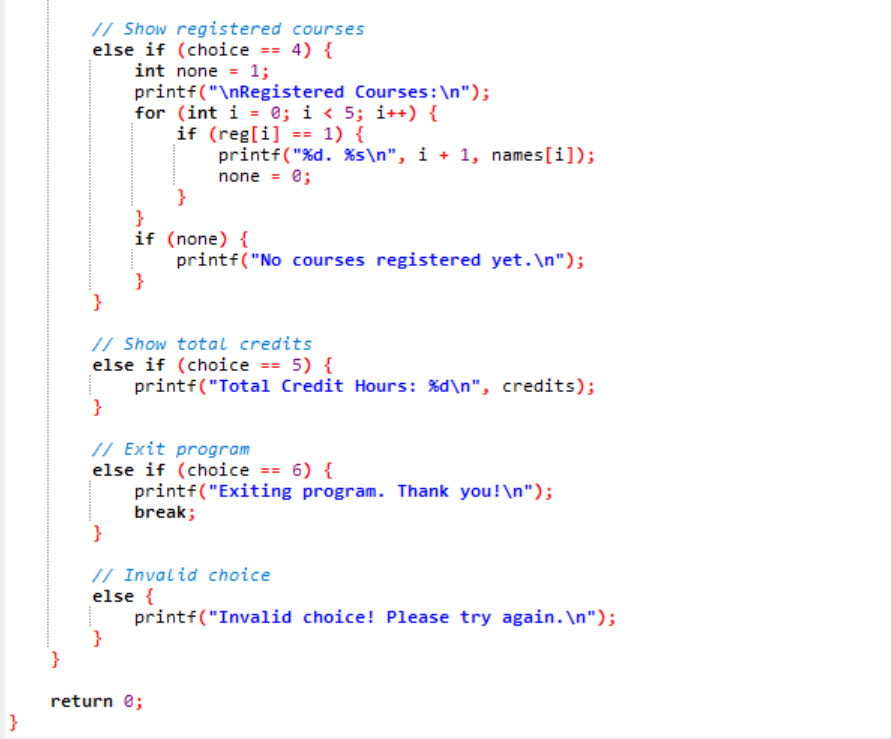 // Show registered courses
else if (choice == 4) {
int none = 1;
printf("\nRegistered Courses:\n");
for (int i = 0; i < 5; i++) {
if (reg[i] == 1) {
printf("%d. %s\n", i + 1, names[i]);
none = 0;
}
}
if (none) {
printf("No courses registered yet.\n");
}
}
// Show total credits
else if (choice == 5) {
printf("Total Credit Hours: %d\n", credits);
}
// Exit program
else if (choice == 6) {
printf("Exiting program. Thank you!\n");
break;
}
// Invalid choice
else {
printf("Invalid choice! Please try again.\n");
}
}
return 0;
}